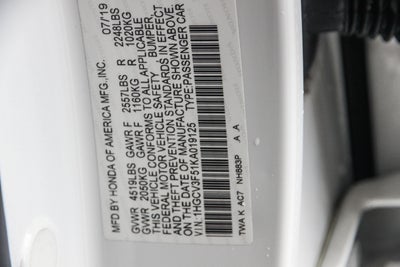 MFD BY HONDA OF AMERICA MFG.,INC. 07/19
GVWR 4519LBS GAWR F 2557LBS R 2248LBS
GVWR 2050KG GAWR F 1160KG R 1020KG
THIS VEHICLE CONFORMS TO ALL APPLICABLE
FEDERAL MOTOR VEHICLE SAFETY BUMPER,
AND THEFT PREVENTION STANDARDS IN EFFECT
ON THE DATE OF MANUFACTURE SHOWN ABOVE.
V.I.N:1HGCV3F51KA019125 TYPE:PASSENGER CAR
TWA K AC7 NH883P A A